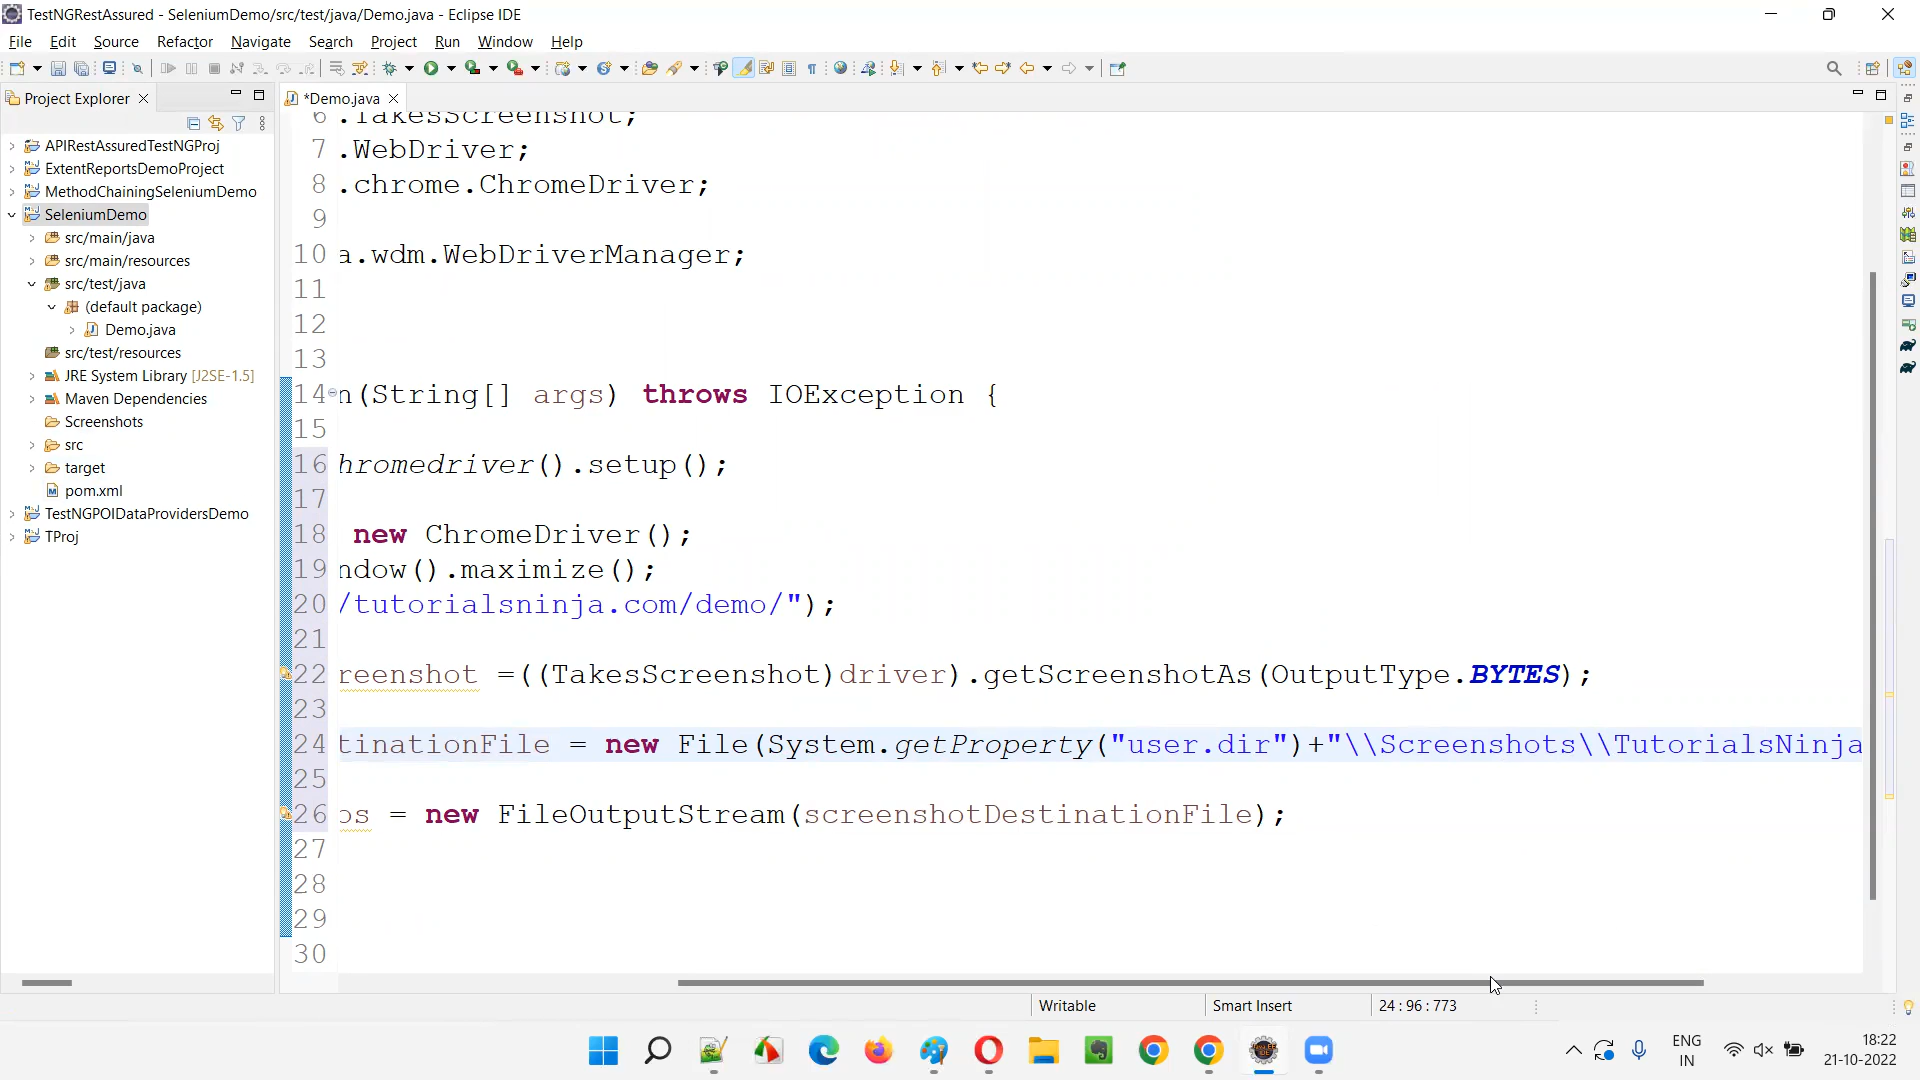 TestNGRestAssured - SeleniumDemo/src/test/java/Demo.java - Eclipse IDE
File Edit Source Refactor Navigate Search Project Run Window Help
Project Explorer
*Demo.java
APIRestAssuredTestNGProj
ExtentReportsDemoProject
MethodChainingSeleniumDemo
SeleniumDemo
src/main/java
src/main/resources
src/test/java
(default package)
Demo.java
src/test/resources
JRE System Library [J2SE-1.5]
Maven Dependencies
Screenshots
src
target
pom.xml
TestNGPOIDataProvidersDemo
TProj
6 .TakesScreenshot;
7 .WebDriver;
8 .chrome.ChromeDriver;
9
10 a.wdm.WebDriverManager;
11
12
13
14 n(String[] args) throws IOException {
15
16 hromedriver().setup();
17
18 new ChromeDriver();
19 ndow().maximize();
20 /tutorialsninja.com/demo/");
21
22 reenshot =((TakesScreenshot)driver).getScreenshotAs(OutputType.BYTES);
23
24 tinationFile = new File(System.getProperty("user.dir")+"\\Screenshots\\TutorialsNinja
25
26 os = new FileOutputStream(screenshotDestinationFile);
27
28
29
30
Writable Smart Insert 24 : 96 : 773
ENG
IN
18:22
21-10-2022